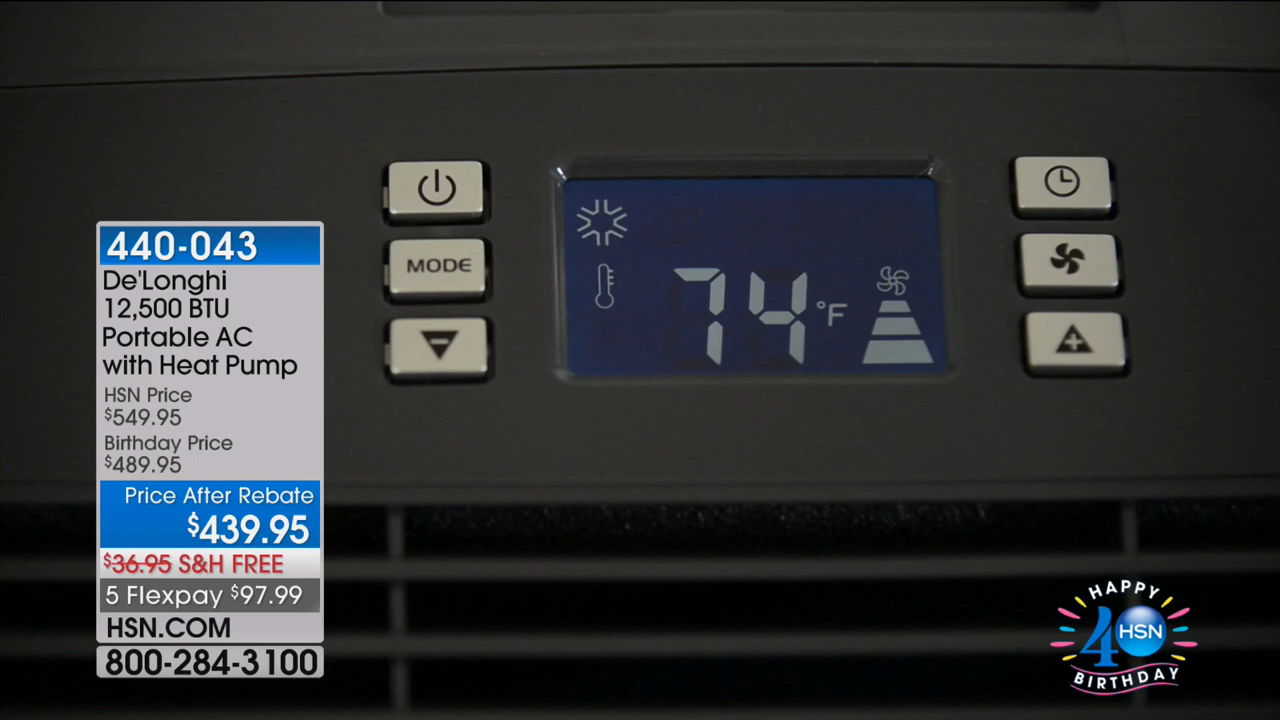 440-043
De'Longhi
12,500 BTU
Portable AC
with Heat Pump
HSN Price
$549.95
Birthday Price
$489.95
Price After Rebate
$439.95
$36.95 S&H FREE
5 Flexpay $97.99
HSN.COM
800-284-3100
MODE
74°F
HAPPY
40 HSN
BIRTHDAY